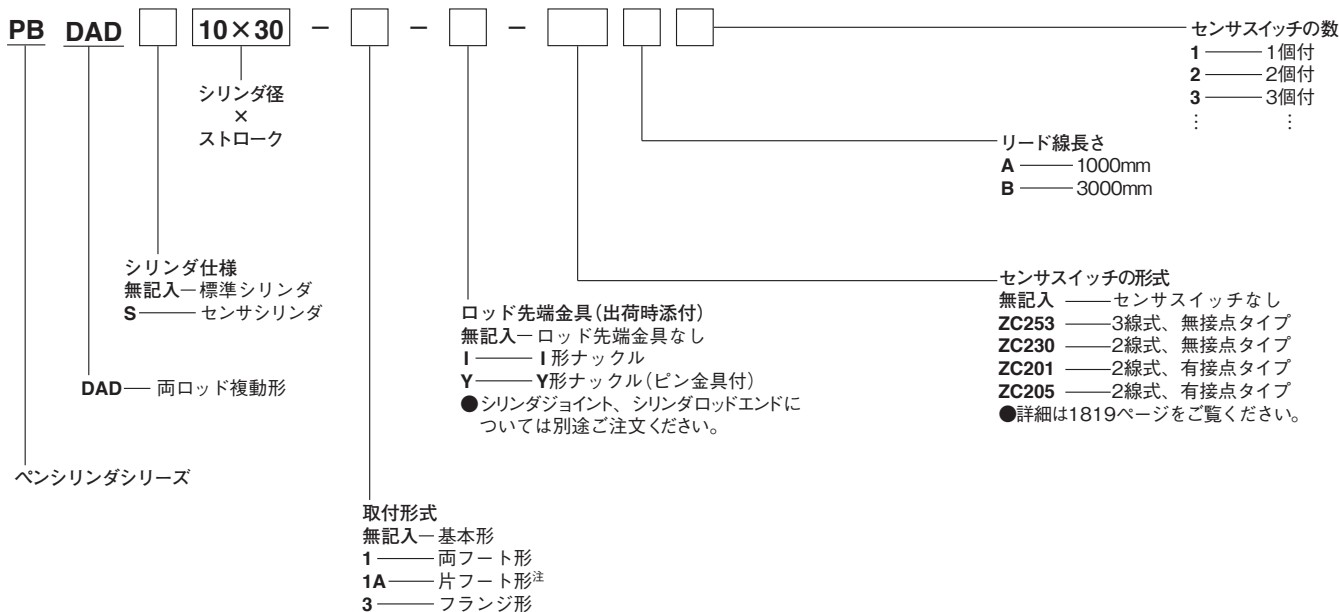 PB DAD 10×30 － － －
センサスイッチの数
1 1個付
2 2個付
3 3個付
⋮ ⋮
シリンダ径
×
ストローク
リード線長さ
A 1000mm
B 3000mm
シリンダ仕様
無記入 標準シリンダ
S センサシリンダ
センサスイッチの形式
無記入 センサスイッチなし
ZC253 3線式、無接点タイプ
ZC230 2線式、無接点タイプ
ZC201 2線式、有接点タイプ
ZC205 2線式、有接点タイプ
●詳細は1819ページをご覧ください。
ロッド先端金具(出荷時添付)
無記入 ロッド先端金具なし
I I形ナックル
Y Y形ナックル(ピン金具付)
●シリンダジョイント、シリンダロッドエンドに
ついては別途ご注文ください。
DAD 両ロッド複動形
ペンシリンダシリーズ
取付形式
無記入 基本形
1 両フート形
1A 片フート形注
3 フランジ形